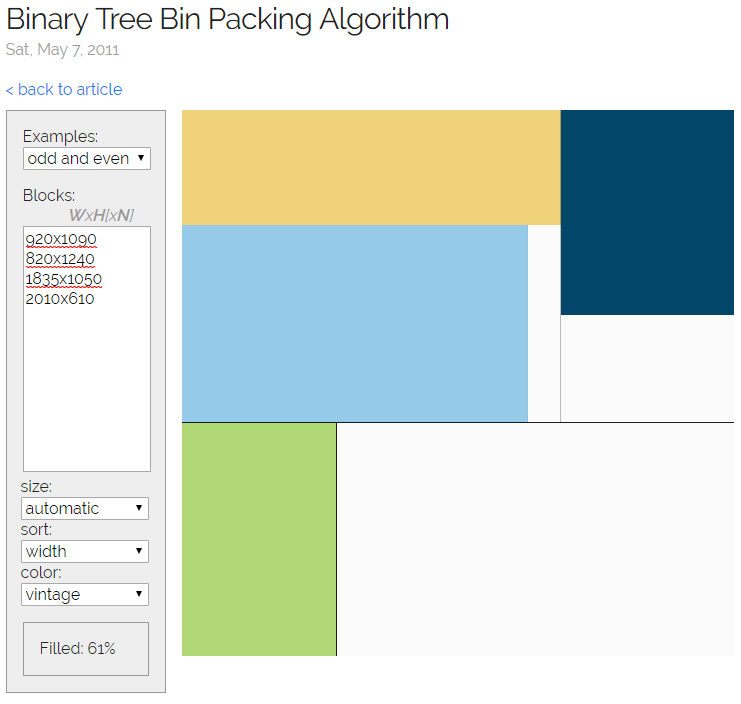 Binary Tree Bin Packing Algorithm
Sat, May 7, 2011
< back to article
Examples:
odd and even
Blocks:
WxH[xN]
920x1090
820x1240
1835x1050
2010x610
size:
automatic
sort:
width
color:
vintage
Filled: 61%